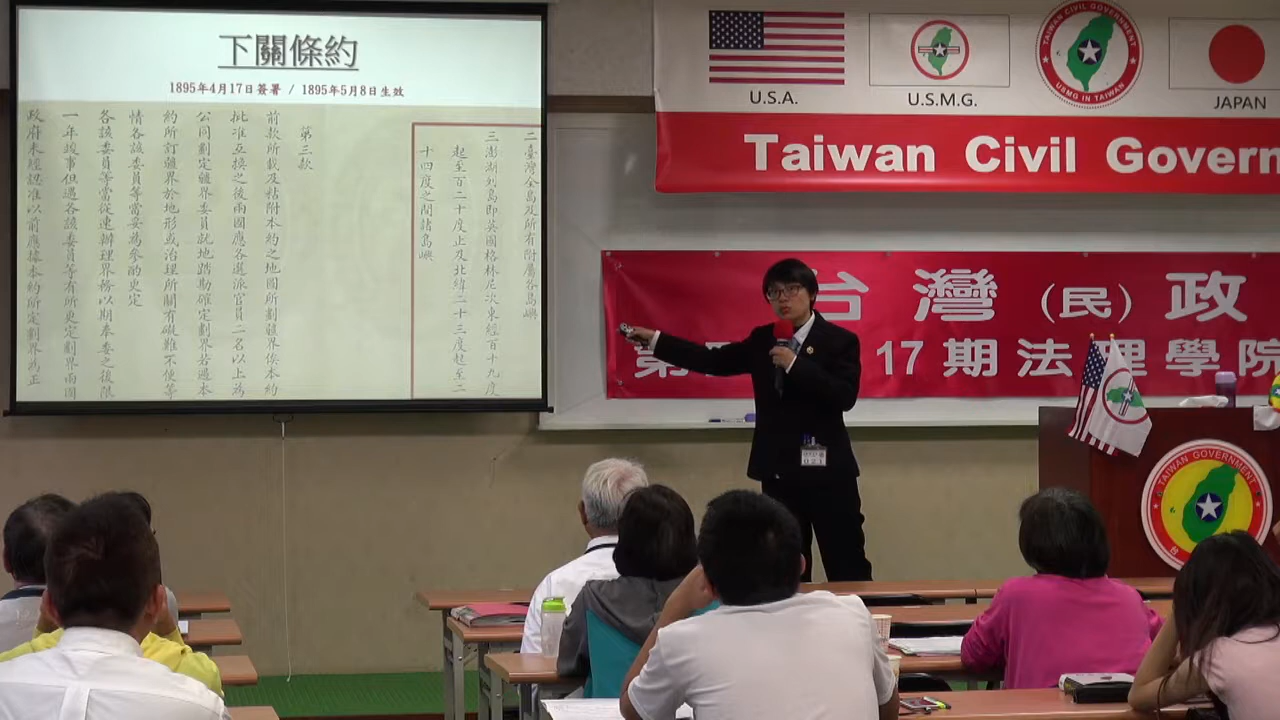 下關條約
1895年4月17日簽署 / 1895年5月8日生效
二臺灣全島及所有附屬各島嶼
三澎湖列島即英國格林尼次東經百十九度
起至百二十度止及北緯二十三度起至二
十四度之間諸島嶼
第三款
前款所載及粘附本約之地圖所劃疆界俟本約
批准互換之後兩國應各選派官員二名以上為
公同劃定疆界委員就地踏勘確定劃界若遇本
約所訂疆界於地形或治理所關有礙難不便等
情各該委員等當妥為參酌更定
各該委員等當從速辦理界務以期奉委之後限
一年竣事但遇各該委員等有所更定劃界兩國
政府未經認准以前應據本約所定劃界為正
U.S.A.
U.S.M.G.
TAIWAN CIVIL GOVERNMENT
USMG IN TAIWAN
JAPAN
Taiwan Civil Govern
台灣(民)政
第 17期法理學院
TAIWAN GOVERNMENT
台